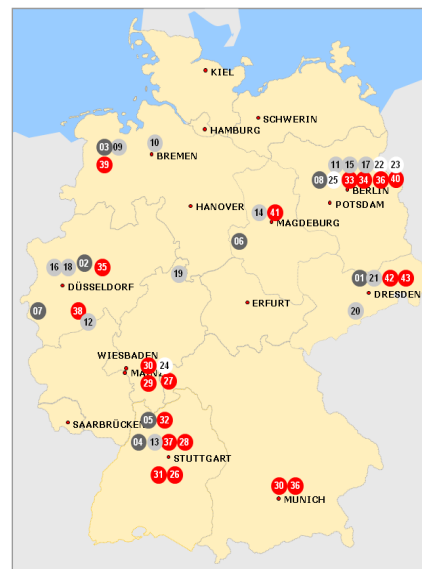 KIEL
SCHWERIN
HAMBURG
03 09 10
BREMEN
39
11 15 17 22 23
08 25 33 34 36 40
BERLIN
POTSDAM
HANOVER
14 41
MAGDEBURG
06
16 18 02 35
19
01 21 42 43
DÜSSELDORF
DRESDEN
07 38 12
ERFURT
20
WIESBADEN
30 24
MAINZ
29 27
SAARBRÜCKEN
05 32
04 13 37 28
STUTTGART
31 26
30 36
MUNICH